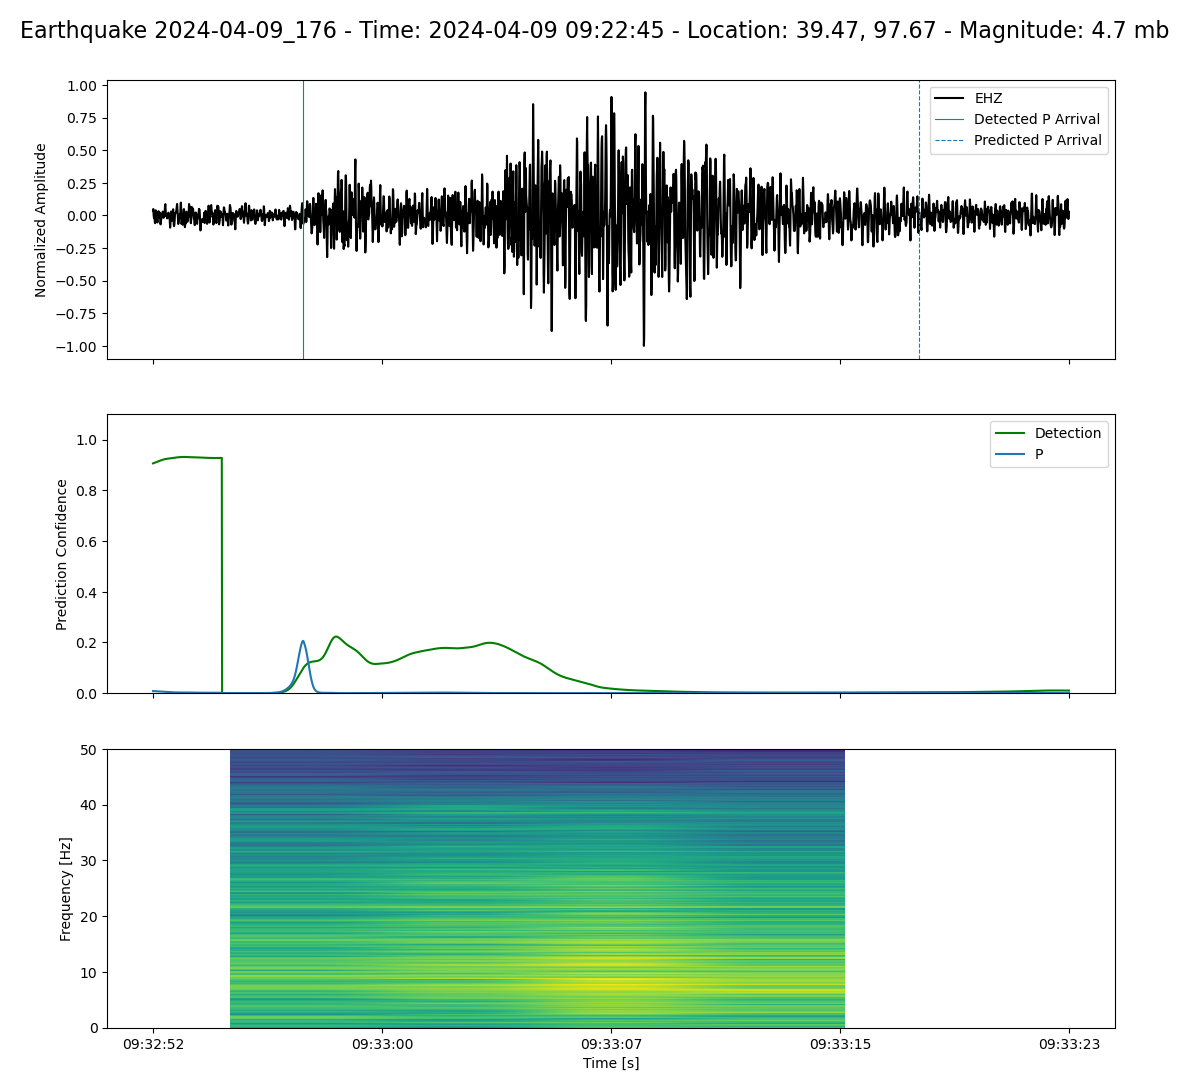 Earthquake 2024-04-09_176 - Time: 2024-04-09 09:22:45 - Location: 39.47, 97.67 - Magnitude: 4.7 mb
Normalized Amplitude
1.00
0.75
0.50
0.25
0.00
−0.25
−0.50
−0.75
−1.00
EHZ
Detected P Arrival
Predicted P Arrival
Prediction Confidence
1.0
0.8
0.6
0.4
0.2
0.0
Detection
P
Frequency [Hz]
50
40
30
20
10
0
09:32:52
09:33:00
09:33:07
09:33:15
09:33:23
Time [s]